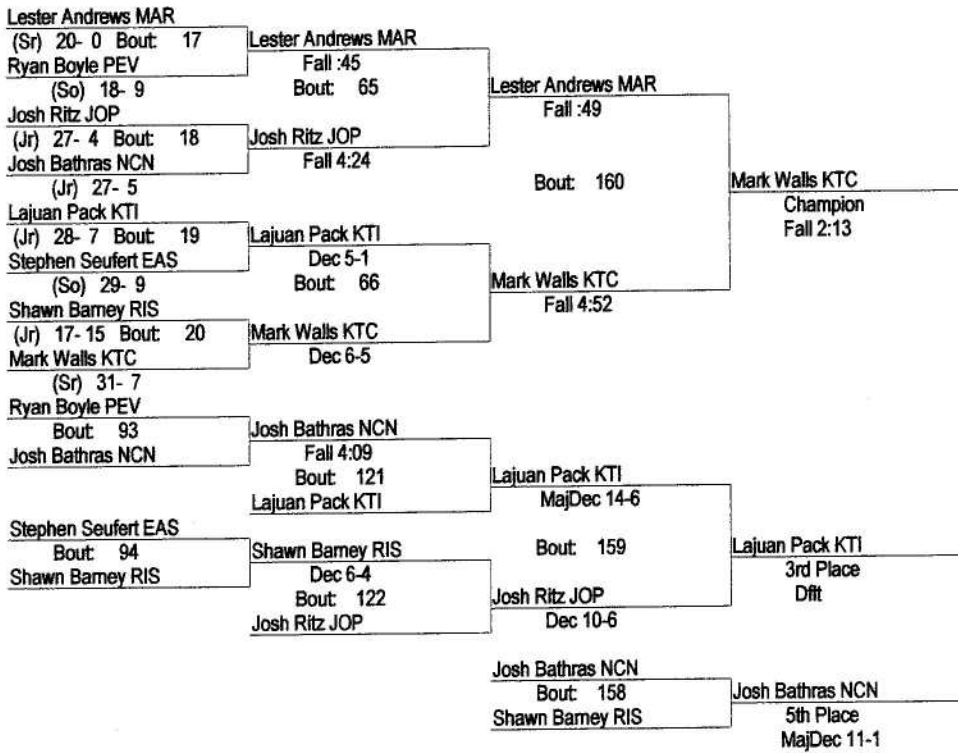 Lester Andrews MAR
(Sr) 20- 0 Bout: 17
Ryan Boyle PEV
(So) 18- 9
Josh Ritz JOP
(Jr) 27- 4 Bout: 18
Josh Bathras NCN
(Jr) 27- 5
Lajuan Pack KTI
(Jr) 28- 7 Bout: 19
Stephen Seufert EAS
(So) 29- 9
Shawn Barney RIS
(Jr) 17- 15 Bout: 20
Mark Walls KTC
(Sr) 31- 7
Lester Andrews MAR
Fall :45
Bout: 65
Josh Ritz JOP
Fall 4:24
Lajuan Pack KTI
Dec 5-1
Bout: 66
Mark Walls KTC
Dec 6-5
Lester Andrews MAR
Fall :49
Bout: 160
Mark Walls KTC
Fall 4:52
Mark Walls KTC
Champion
Fall 2:13
Ryan Boyle PEV
Bout: 93
Josh Bathras NCN
Stephen Seufert EAS
Bout: 94
Shawn Barney RIS
Josh Bathras NCN
Fall 4:09
Bout: 121
Lajuan Pack KTI
Shawn Barney RIS
Dec 6-4
Bout: 122
Josh Ritz JOP
Lajuan Pack KTI
MajDec 14-6
Bout: 159
Josh Ritz JOP
Dec 10-6
Lajuan Pack KTI
3rd Place
Dflt
Josh Bathras NCN
Bout: 158
Shawn Barney RIS
Josh Bathras NCN
5th Place
MajDec 11-1